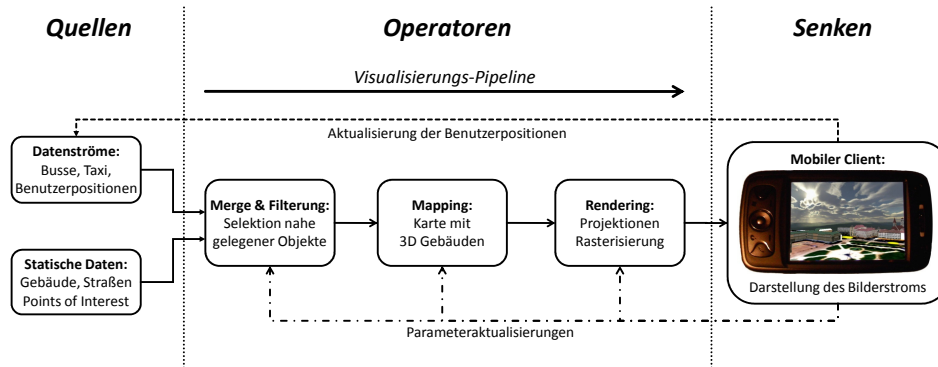 Quellen
Operatoren
Senken
Visualisierungs-Pipeline
Aktualisierung der Benutzerpositionen
Datenströme:
Busse, Taxi,
Benutzerpositionen
Statische Daten:
Gebäude, Straßen
Points of Interest
Merge & Filterung:
Selektion nahe
gelegener Objekte
Mapping:
Karte mit
3D Gebäuden
Rendering:
Projektionen
Rasterisierung
Mobiler Client:
Darstellung des Bilderstroms
Parameteraktualisierungen